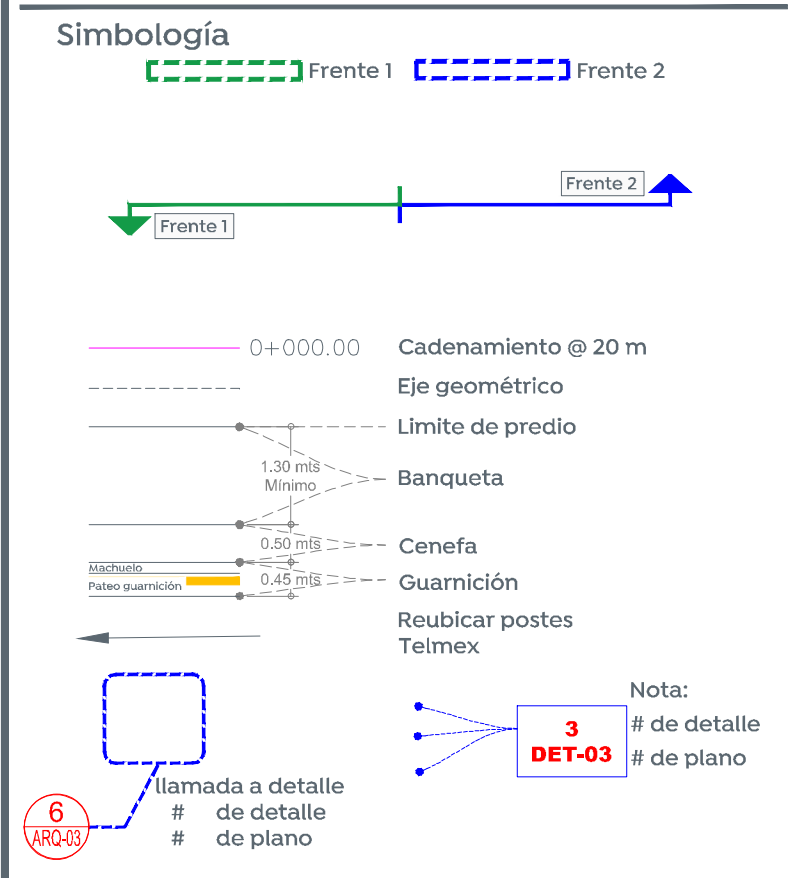 Simbología
Frente 1
Frente 2
Frente 2
Frente 1
0+000.00
Cadenamiento @ 20 m
Eje geométrico
Limite de predio
1.30 mts
Mínimo
Banqueta
0.50 mts
Cenefa
Machuelo
Pateo guarnición
0.45 mts
Guarnición
Reubicar postes
Telmex
Nota:
3
# de detalle
DET-03
# de plano
llamada a detalle
6
# de detalle
ARQ-03
# de plano